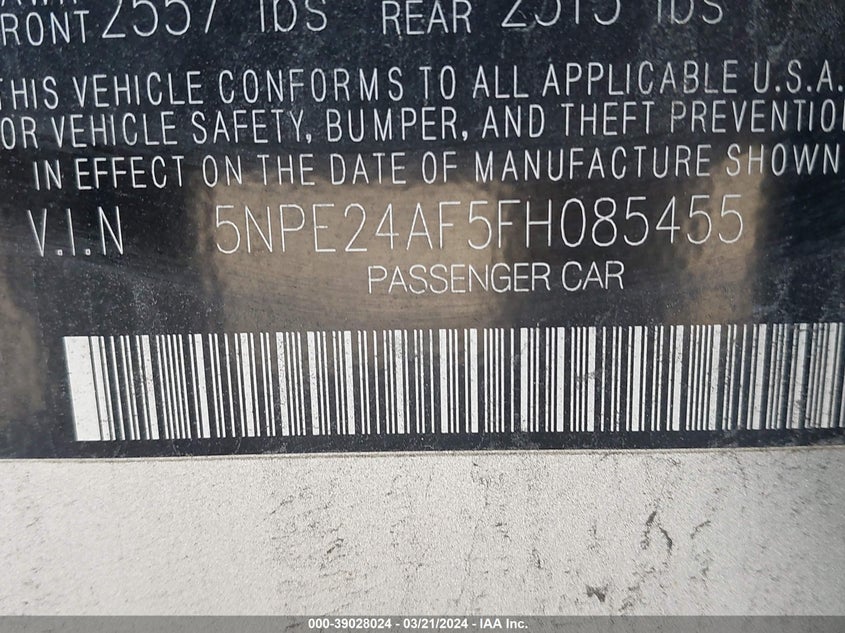 FRONT 2557 lbs REAR 2515 lbs
THIS VEHICLE CONFORMS TO ALL APPLICABLE U.S.A.
OR VEHICLE SAFETY, BUMPER, AND THEFT PREVENTIO
IN EFFECT ON THE DATE OF MANUFACTURE SHOWN
V.I.N 5NPE24AF5FH085455
PASSENGER CAR
000-39028024 - 03/21/2024 - IAA Inc.